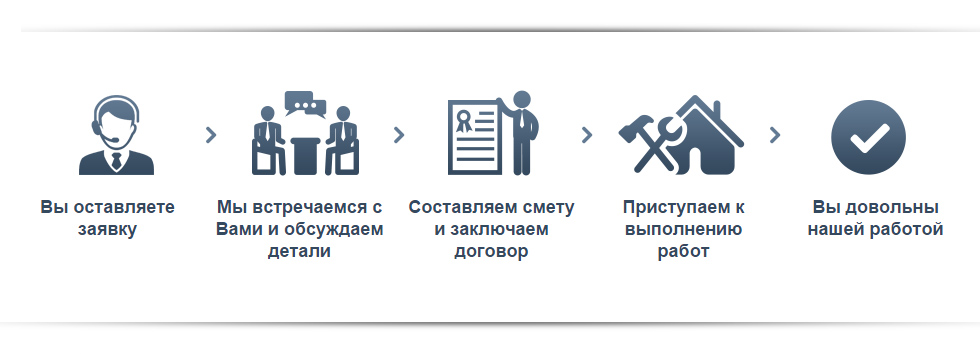 Вы оставляете
заявку
Мы встречаемся с
Вами и обсуждаем
детали
Составляем смету
и заключаем
договор
Приступаем к
выполнению
работ
Вы довольны
нашей работой